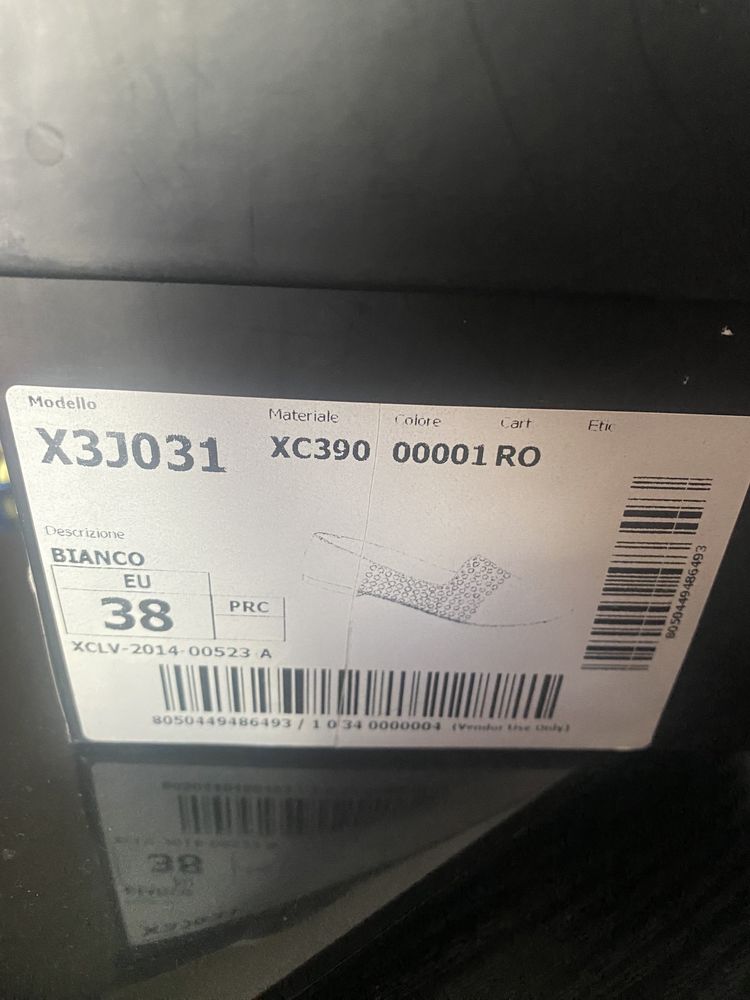 Modello Materiale Colore Cart Etic
X3J031 XC390 00001 RO
Descrizione
BIANCO
EU
38 PRC
XCLV-2014-00523 A
8050449486493 / 1 0 34 0000004 (Vendor Use Only)
8050449486493